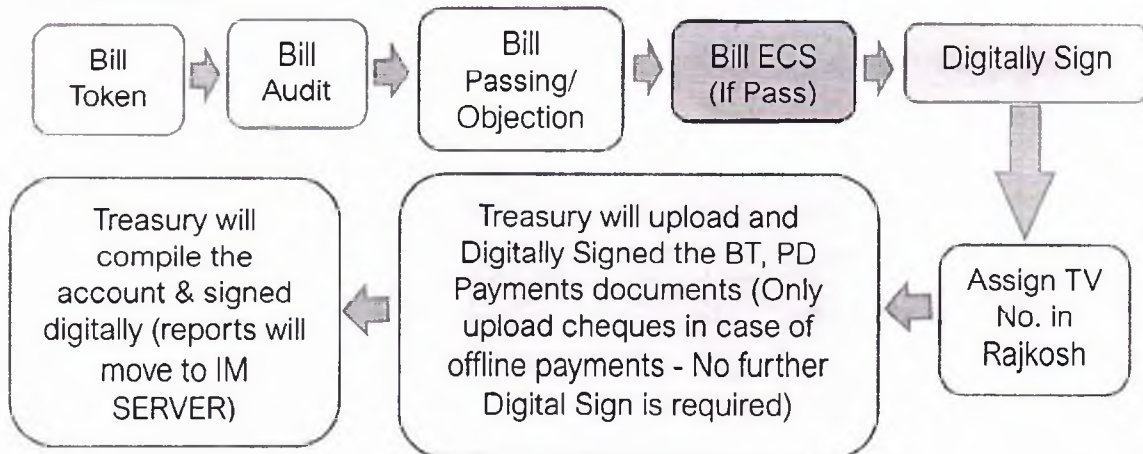 Bill
Token
Bill
Audit
Bill
Passing/
Objection
Bill ECS
(If Pass)
Digitally Sign
Assign TV
No. in
Rajkosh
Treasury will upload and
Digitally Signed the BT, PD
Payments documents (Only
upload cheques in case of
offline payments - No further
Digital Sign is required)
Treasury will
compile the
account & signed
digitally (reports will
move to IM
SERVER)